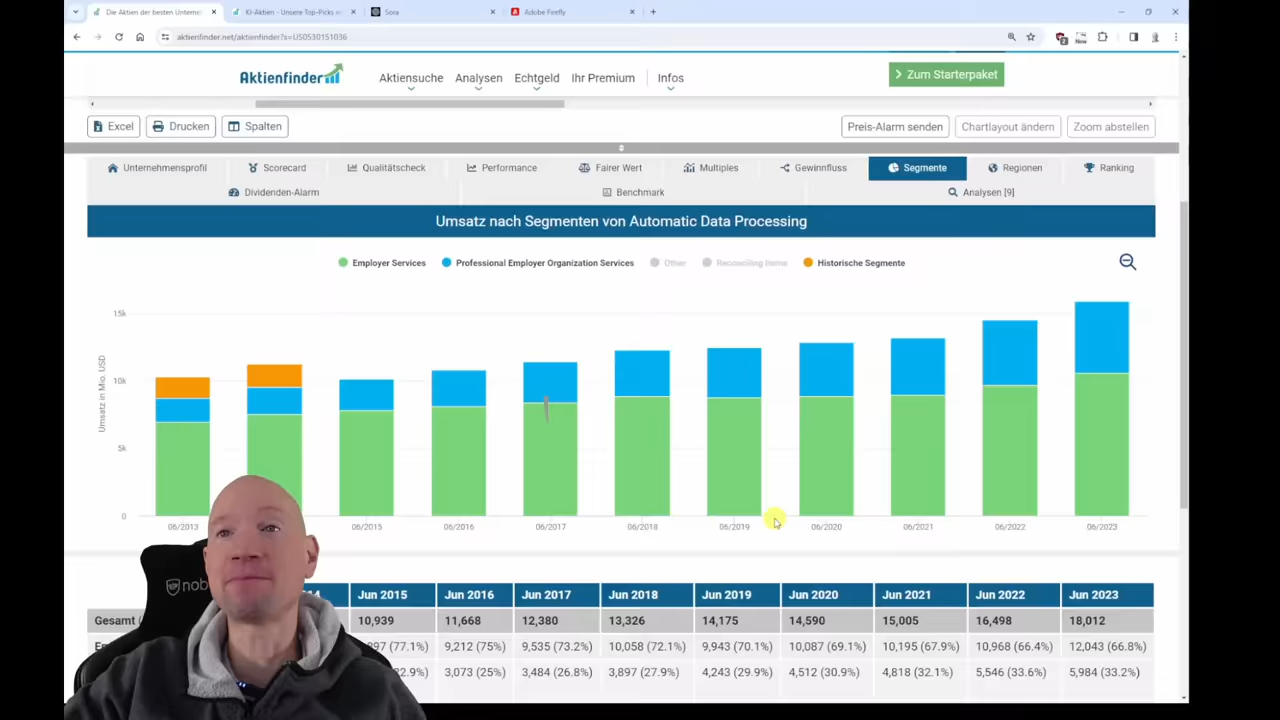 Die Aktien der besten Unterne
KI-Aktien - Unsere Top-Picks
Sora
Adobe Firefly
aktienfinder.net/aktienfinder?s=US0530151036
Aktienfinder
Aktiensuche
Analysen
Echtgeld
Ihr Premium
Infos
Zum Starterpaket
Excel
Drucken
Spalten
Preis-Alarm senden
Chartlayout ändern
Zoom abstellen
Unternehmensprofil
Scorecard
Qualitätscheck
Performance
Fairer Wert
Multiples
Gewinnfluss
Segmente
Regionen
Ranking
Dividenden-Alarm
Benchmark
Analysen [9]
Umsatz nach Segmenten von Automatic Data Processing
Employer Services
Professional Employer Organization Services
Other
Reconciling Items
Historische Segmente
Umsatz in Mio. USD
15k
10k
5k
0
06/2013
06/2015
06/2016
06/2017
06/2018
06/2019
06/2020
06/2021
06/2022
06/2023
Jun 2015 Jun 2016 Jun 2017 Jun 2018 Jun 2019 Jun 2020 Jun 2021 Jun 2022 Jun 2023
Gesamt 10,939 11,668 12,380 13,326 14,175 14,590 15,005 16,498 18,012
(77.1%) 9,212 (75%) 9,535 (73.2%) 10,058 (72.1%) 9,943 (70.1%) 10,087 (69.1%) 10,195 (67.9%) 10,968 (66.4%) 12,043 (66.8%)
3,073 (25%) 3,484 (26.8%) 3,897 (27.9%) 4,243 (29.9%) 4,512 (30.9%) 4,818 (32.1%) 5,546 (33.6%) 5,984 (33.2%)
nob